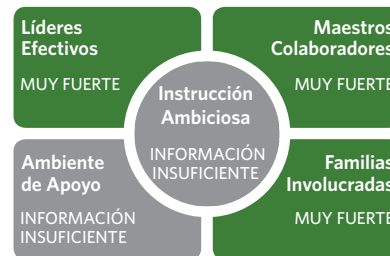 Líderes
Efectivos
MUY FUERTE
Maestros
Colaboradores
MUY FUERTE
Instrucción
Ambiciosa
INFORMACIÓN
INSUFICIENTE
Ambiente
de Apoyo
INFORMACIÓN
INSUFICIENTE
Familias
Involucradas
MUY FUERTE